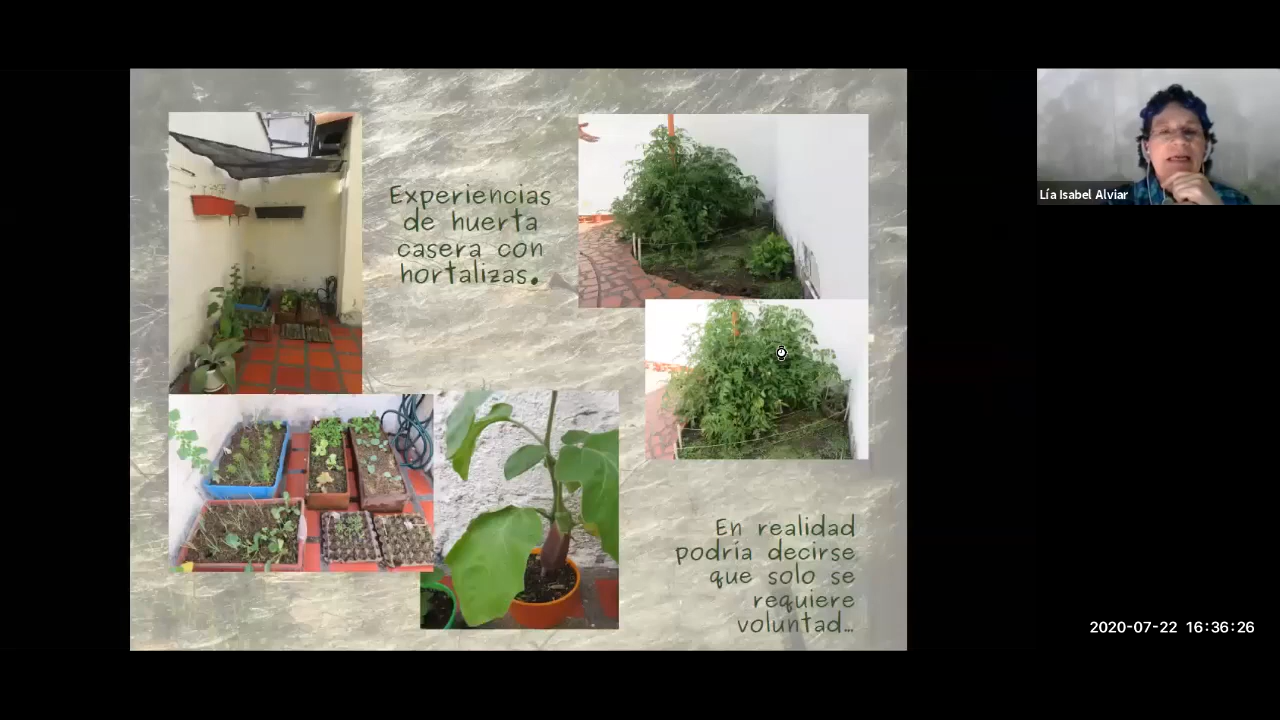 Experiencias
de huerta
casera con
hortalizas.
En realidad
podría decirse
que solo se
requiere
voluntad...
Lía Isabel Alviar
2020-07-22 16:36:26